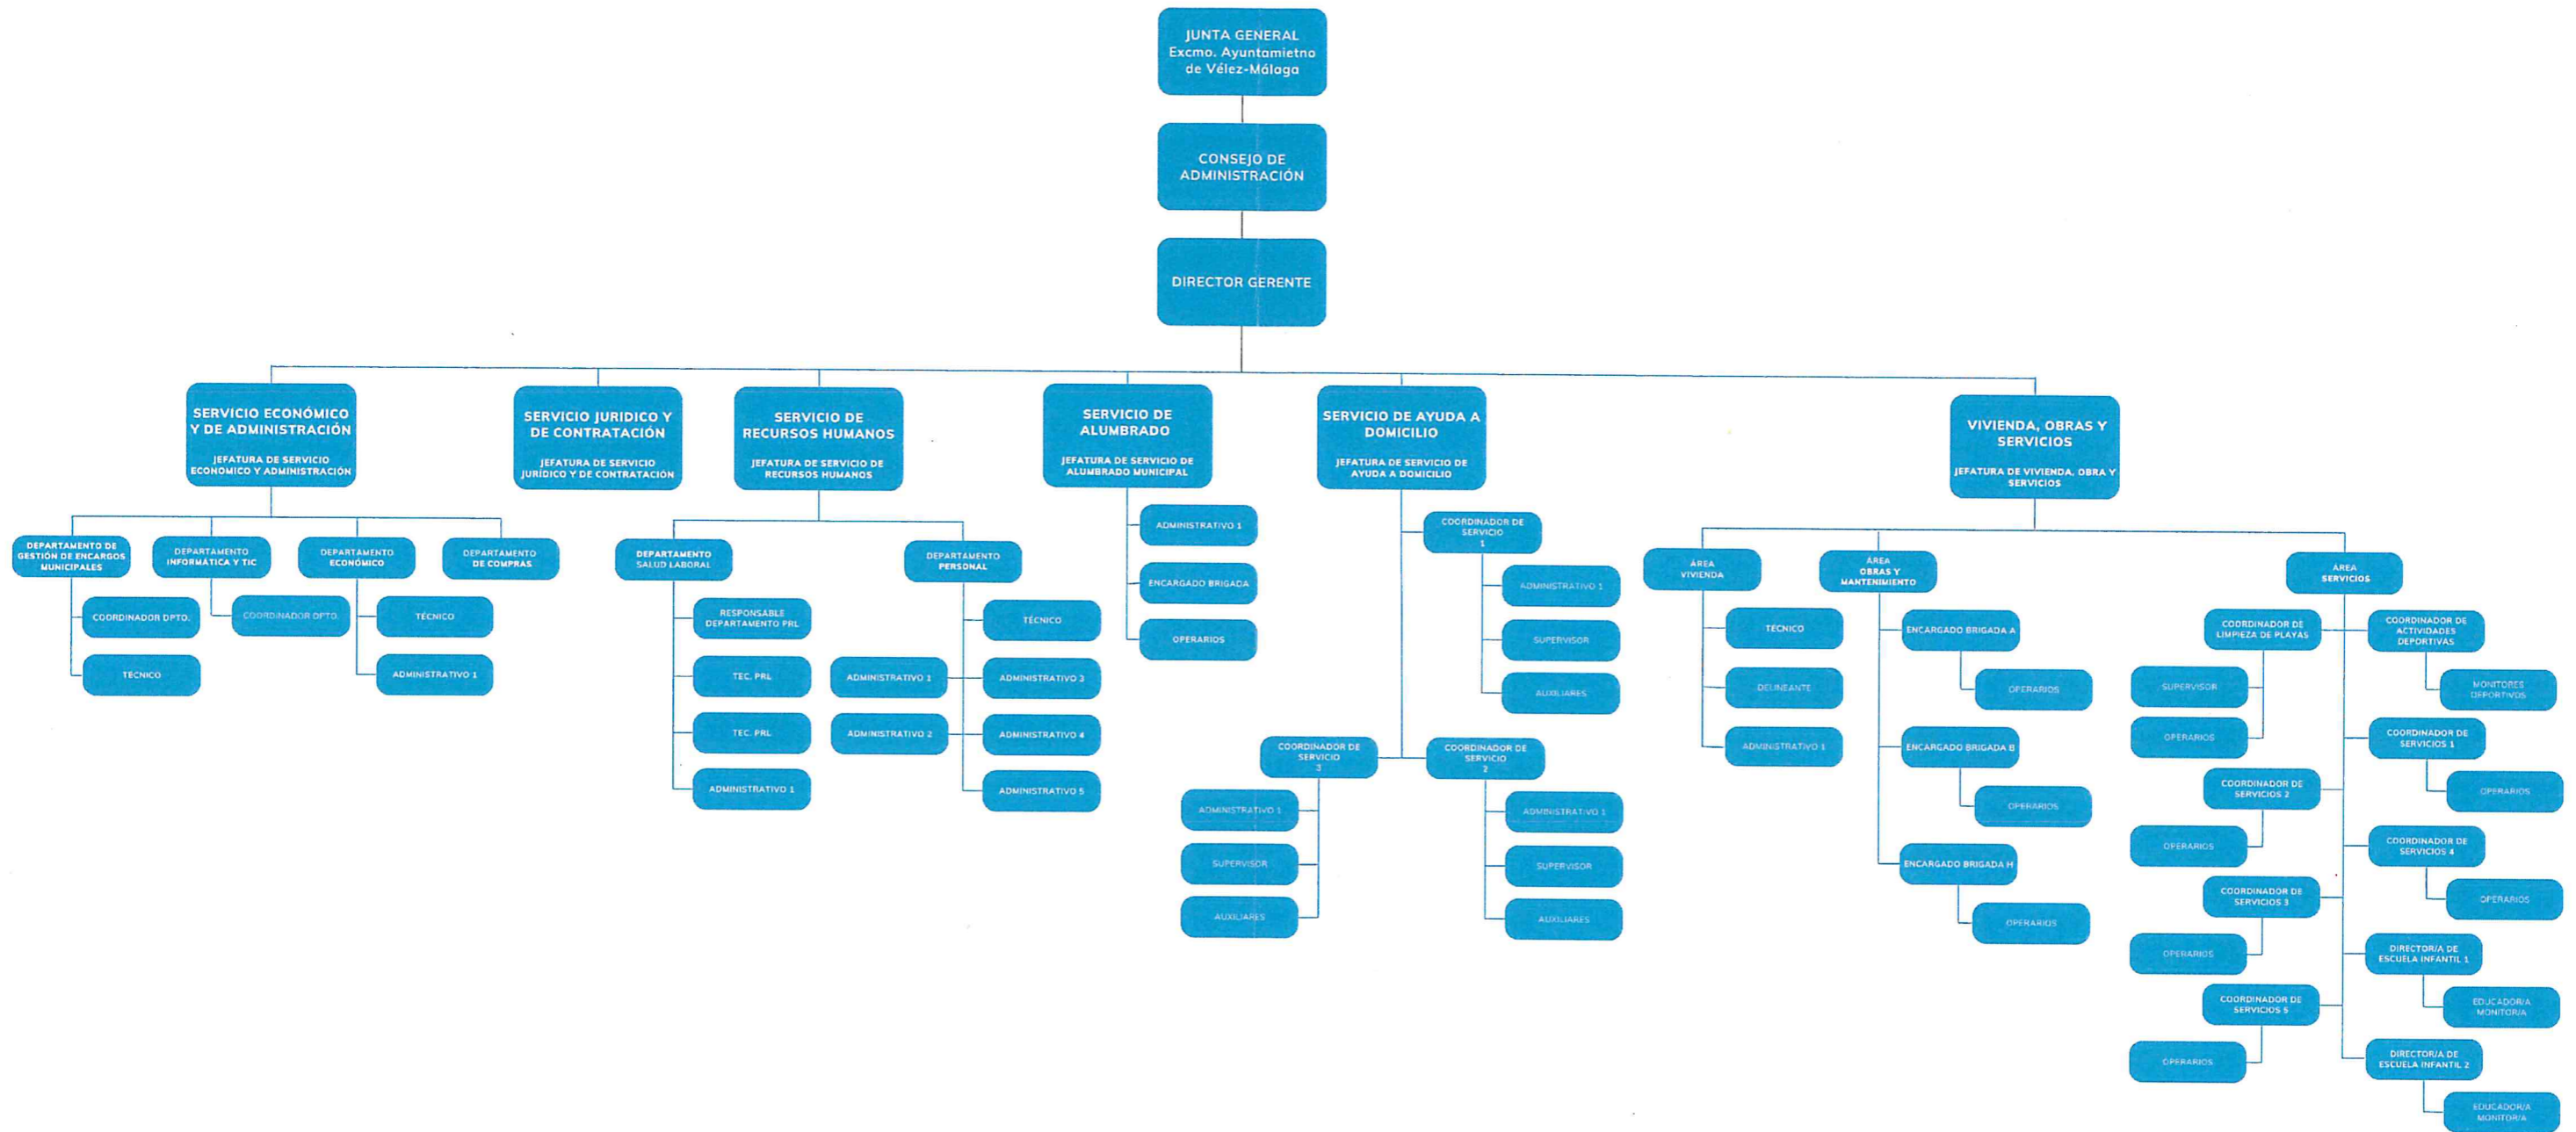 JUNTA GENERAL
Excmo. Ayuntamietno
de Vélez-Málaga
CONSEJO DE
ADMINISTRACIÓN
DIRECTOR GERENTE
SERVICIO ECONÓMICO
Y DE ADMINISTRACIÓN
JEFATURA DE SERVICIO
ECONOMICO Y ADMINISTRACIÓN
DEPARTAMENTO DE
GESTIÓN DE ENCARGOS
MUNICIPALES
COORDINADOR DPTO.
TECNICO
DEPARTAMENTO
INFORMÁTICA Y TIC
COORDINADOR DPTO.
DEPARTAMENTO
ECONÓMICO
TÉCNICO
ADMINISTRATIVO 1
DEPARTAMENTO
DE COMPRAS
SERVICIO JURIDICO Y
DE CONTRATACIÓN
JEFATURA DE SERVICIO
JURÍDICO Y DE CONTRATACIÓN
SERVICIO DE
RECURSOS HUMANOS
JEFATURA DE SERVICIO DE
RECURSOS HUMANOS
DEPARTAMENTO
SALUD LABORAL
RESPONSABLE
DEPARTAMENTO PRL
TEC. PRL
TEC. PRL
ADMINISTRATIVO 1
DEPARTAMENTO
PERSONAL
TÉCNICO
ADMINISTRATIVO 1
ADMINISTRATIVO 3
ADMINISTRATIVO 2
ADMINISTRATIVO 4
ADMINISTRATIVO 5
SERVICIO DE
ALUMBRADO
JEFATURA DE SERVICIO DE
ALUMBRADO MUNICIPAL
ADMINISTRATIVO 1
ENCARGADO BRIGADA
OPERARIOS
SERVICIO DE AYUDA A
DOMICILIO
JEFATURA DE SERVICIO DE
AYUDA A DOMICILIO
COORDINADOR DE
SERVICIO
1
ADMINISTRATIVO 1
SUPERVISOR
AUXILIARES
COORDINADOR DE
SERVICIO
3
ADMINISTRATIVO 1
SUPERVISOR
AUXILIARES
COORDINADOR DE
SERVICIO
2
ADMINISTRATIVO 1
SUPERVISOR
AUXILIARES
VIVIENDA, OBRAS Y
SERVICIOS
JEFATURA DE VIVIENDA, OBRA Y
SERVICIOS
ÁREA
VIVIENDA
TECNICO
DELINEANTE
ADMINISTRATIVO 1
ÁREA
OBRAS Y
MANTENIMIENTO
ENCARGADO BRIGADA A
OPERARIOS
ENCARGADO BRIGADA B
OPERARIOS
ENCARGADO BRIGADA H
OPERARIOS
ÁREA
SERVICIOS
COORDINADOR DE
LIMPIEZA DE PLAYAS
SUPERVISOR
OPERARIOS
COORDINADOR DE
ACTIVIDADES
DEPORTIVAS
MONITORES
DEPORTIVOS
COORDINADOR DE
SERVICIOS 1
OPERARIOS
COORDINADOR DE
SERVICIOS 2
OPERARIOS
COORDINADOR DE
SERVICIOS 4
OPERARIOS
COORDINADOR DE
SERVICIOS 3
OPERARIOS
DIRECTOR/A DE
ESCUELA INFANTIL 1
EDUCADOR/A
MONITOR/A
COORDINADOR DE
SERVICIOS 5
OPERARIOS
DIRECTOR/A DE
ESCUELA INFANTIL 2
EDUCADOR/A
MONITOR/A